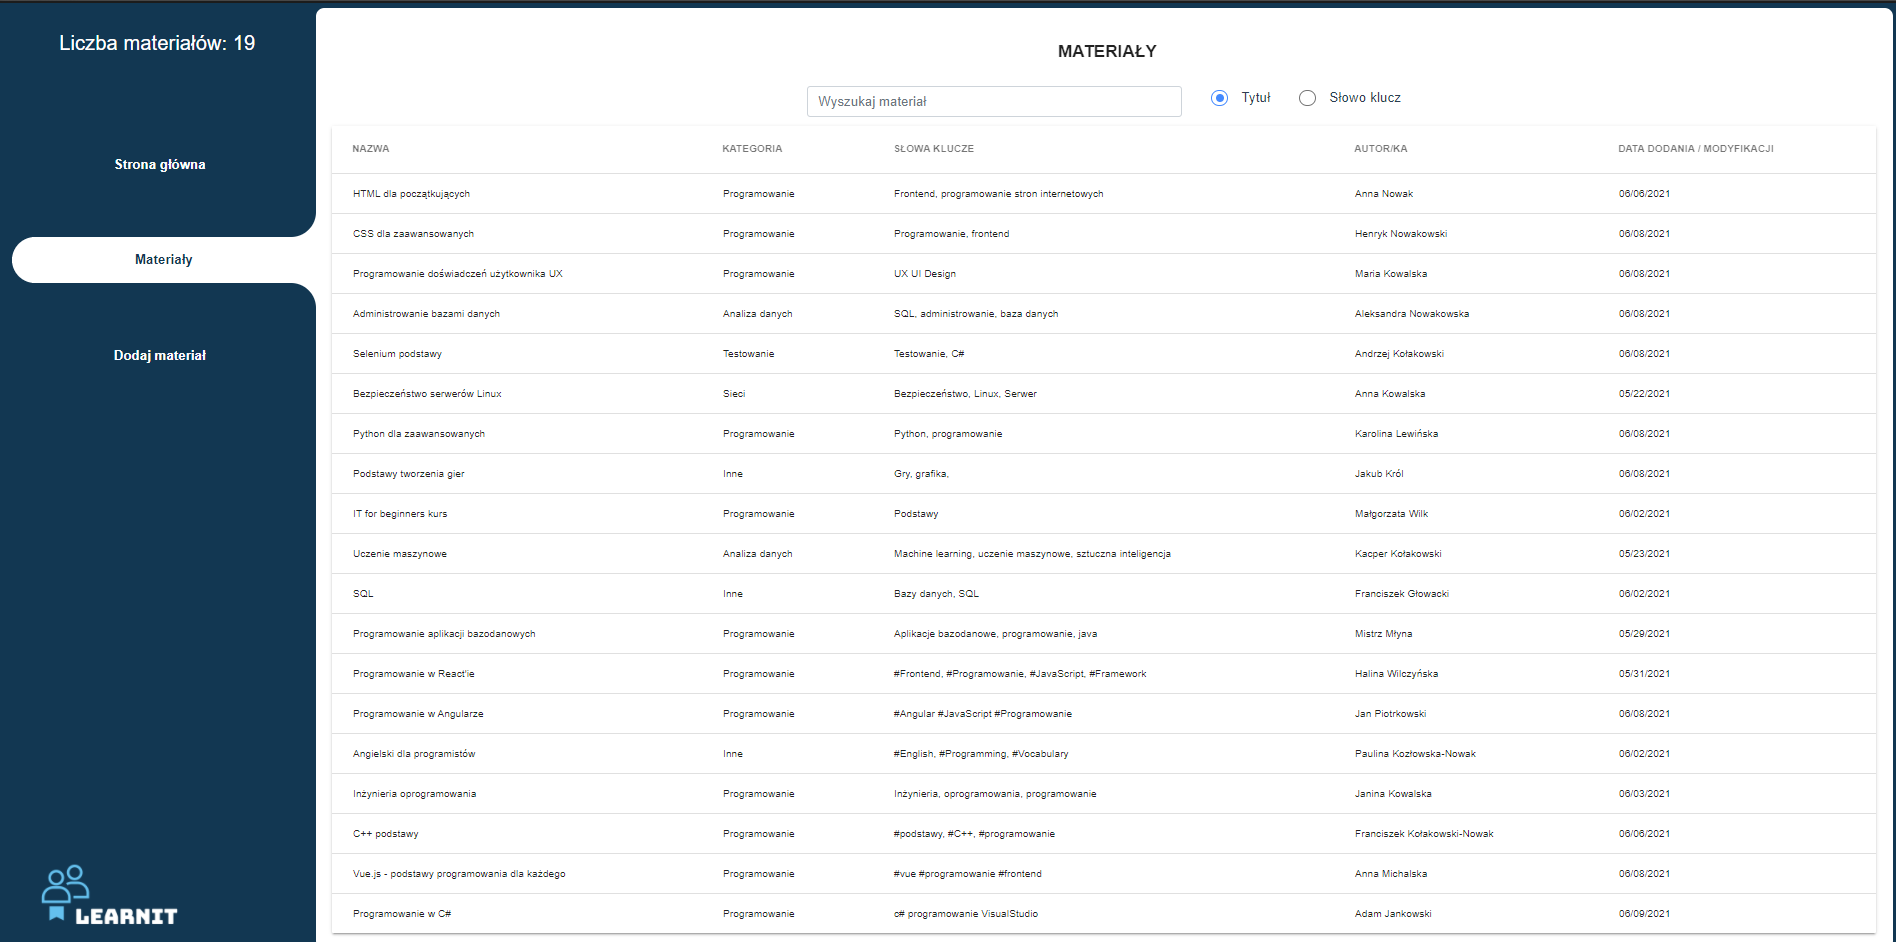 Liczba materiałów: 19
Strona główna
Materiały
Dodaj materiał
LEARNIT
MATERIAŁY
Wyszukaj materiał Tytuł Słowo klucz
NAZWA KATEGORIA SŁOWA KLUCZE AUTOR/KA DATA DODANIA / MODYFIKACJI
HTML dla początkujących Programowanie Frontend, programowanie stron internetowych Anna Nowak 06/06/2021
CSS dla zaawansowanych Programowanie Programowanie, frontend Henryk Nowakowski 06/08/2021
Programowanie doświadczeń użytkownika UX Programowanie UX UI Design Maria Kowalska 06/08/2021
Administrowanie bazami danych Analiza danych SQL, administrowanie, baza danych Aleksandra Nowakowska 06/08/2021
Selenium podstawy Testowanie Testowanie, C# Andrzej Kołakowski 06/08/2021
Bezpieczeństwo serwerów Linux Sieci Bezpieczeństwo, Linux, Serwer Anna Kowalska 05/22/2021
Python dla zaawansowanych Programowanie Python, programowanie Karolina Lewińska 06/08/2021
Podstawy tworzenia gier Inne Gry, grafika, Jakub Król 06/08/2021
IT for beginners kurs Programowanie Podstawy Małgorzata Wilk 06/02/2021
Uczenie maszynowe Analiza danych Machine learning, uczenie maszynowe, sztuczna inteligencja Kacper Kołakowski 05/23/2021
SQL Inne Bazy danych, SQL Franciszek Głowacki 06/02/2021
Programowanie aplikacji bazodanowych Programowanie Aplikacje bazodanowe, programowanie, java Mistrz Młyna 05/29/2021
Programowanie w React'ie Programowanie #Frontend, #Programowanie, #JavaScript, #Framework Halina Wilczyńska 05/31/2021
Programowanie w Angularze Programowanie #Angular #JavaScript #Programowanie Jan Piotrkowski 06/08/2021
Angielski dla programistów Inne #English, #Programming, #Vocabulary Paulina Kozłowska-Nowak 06/02/2021
Inżynieria oprogramowania Programowanie Inżynieria, oprogramowania, programowanie Janina Kowalska 06/03/2021
C++ podstawy Programowanie #podstawy, #C++, #programowanie Franciszek Kołakowski-Nowak 06/06/2021
Vue.js - podstawy programowania dla każdego Programowanie #vue #programowanie #frontend Anna Michalska 06/08/2021
Programowanie w C# Programowanie c# programowanie VisualStudio Adam Jankowski 06/09/2021